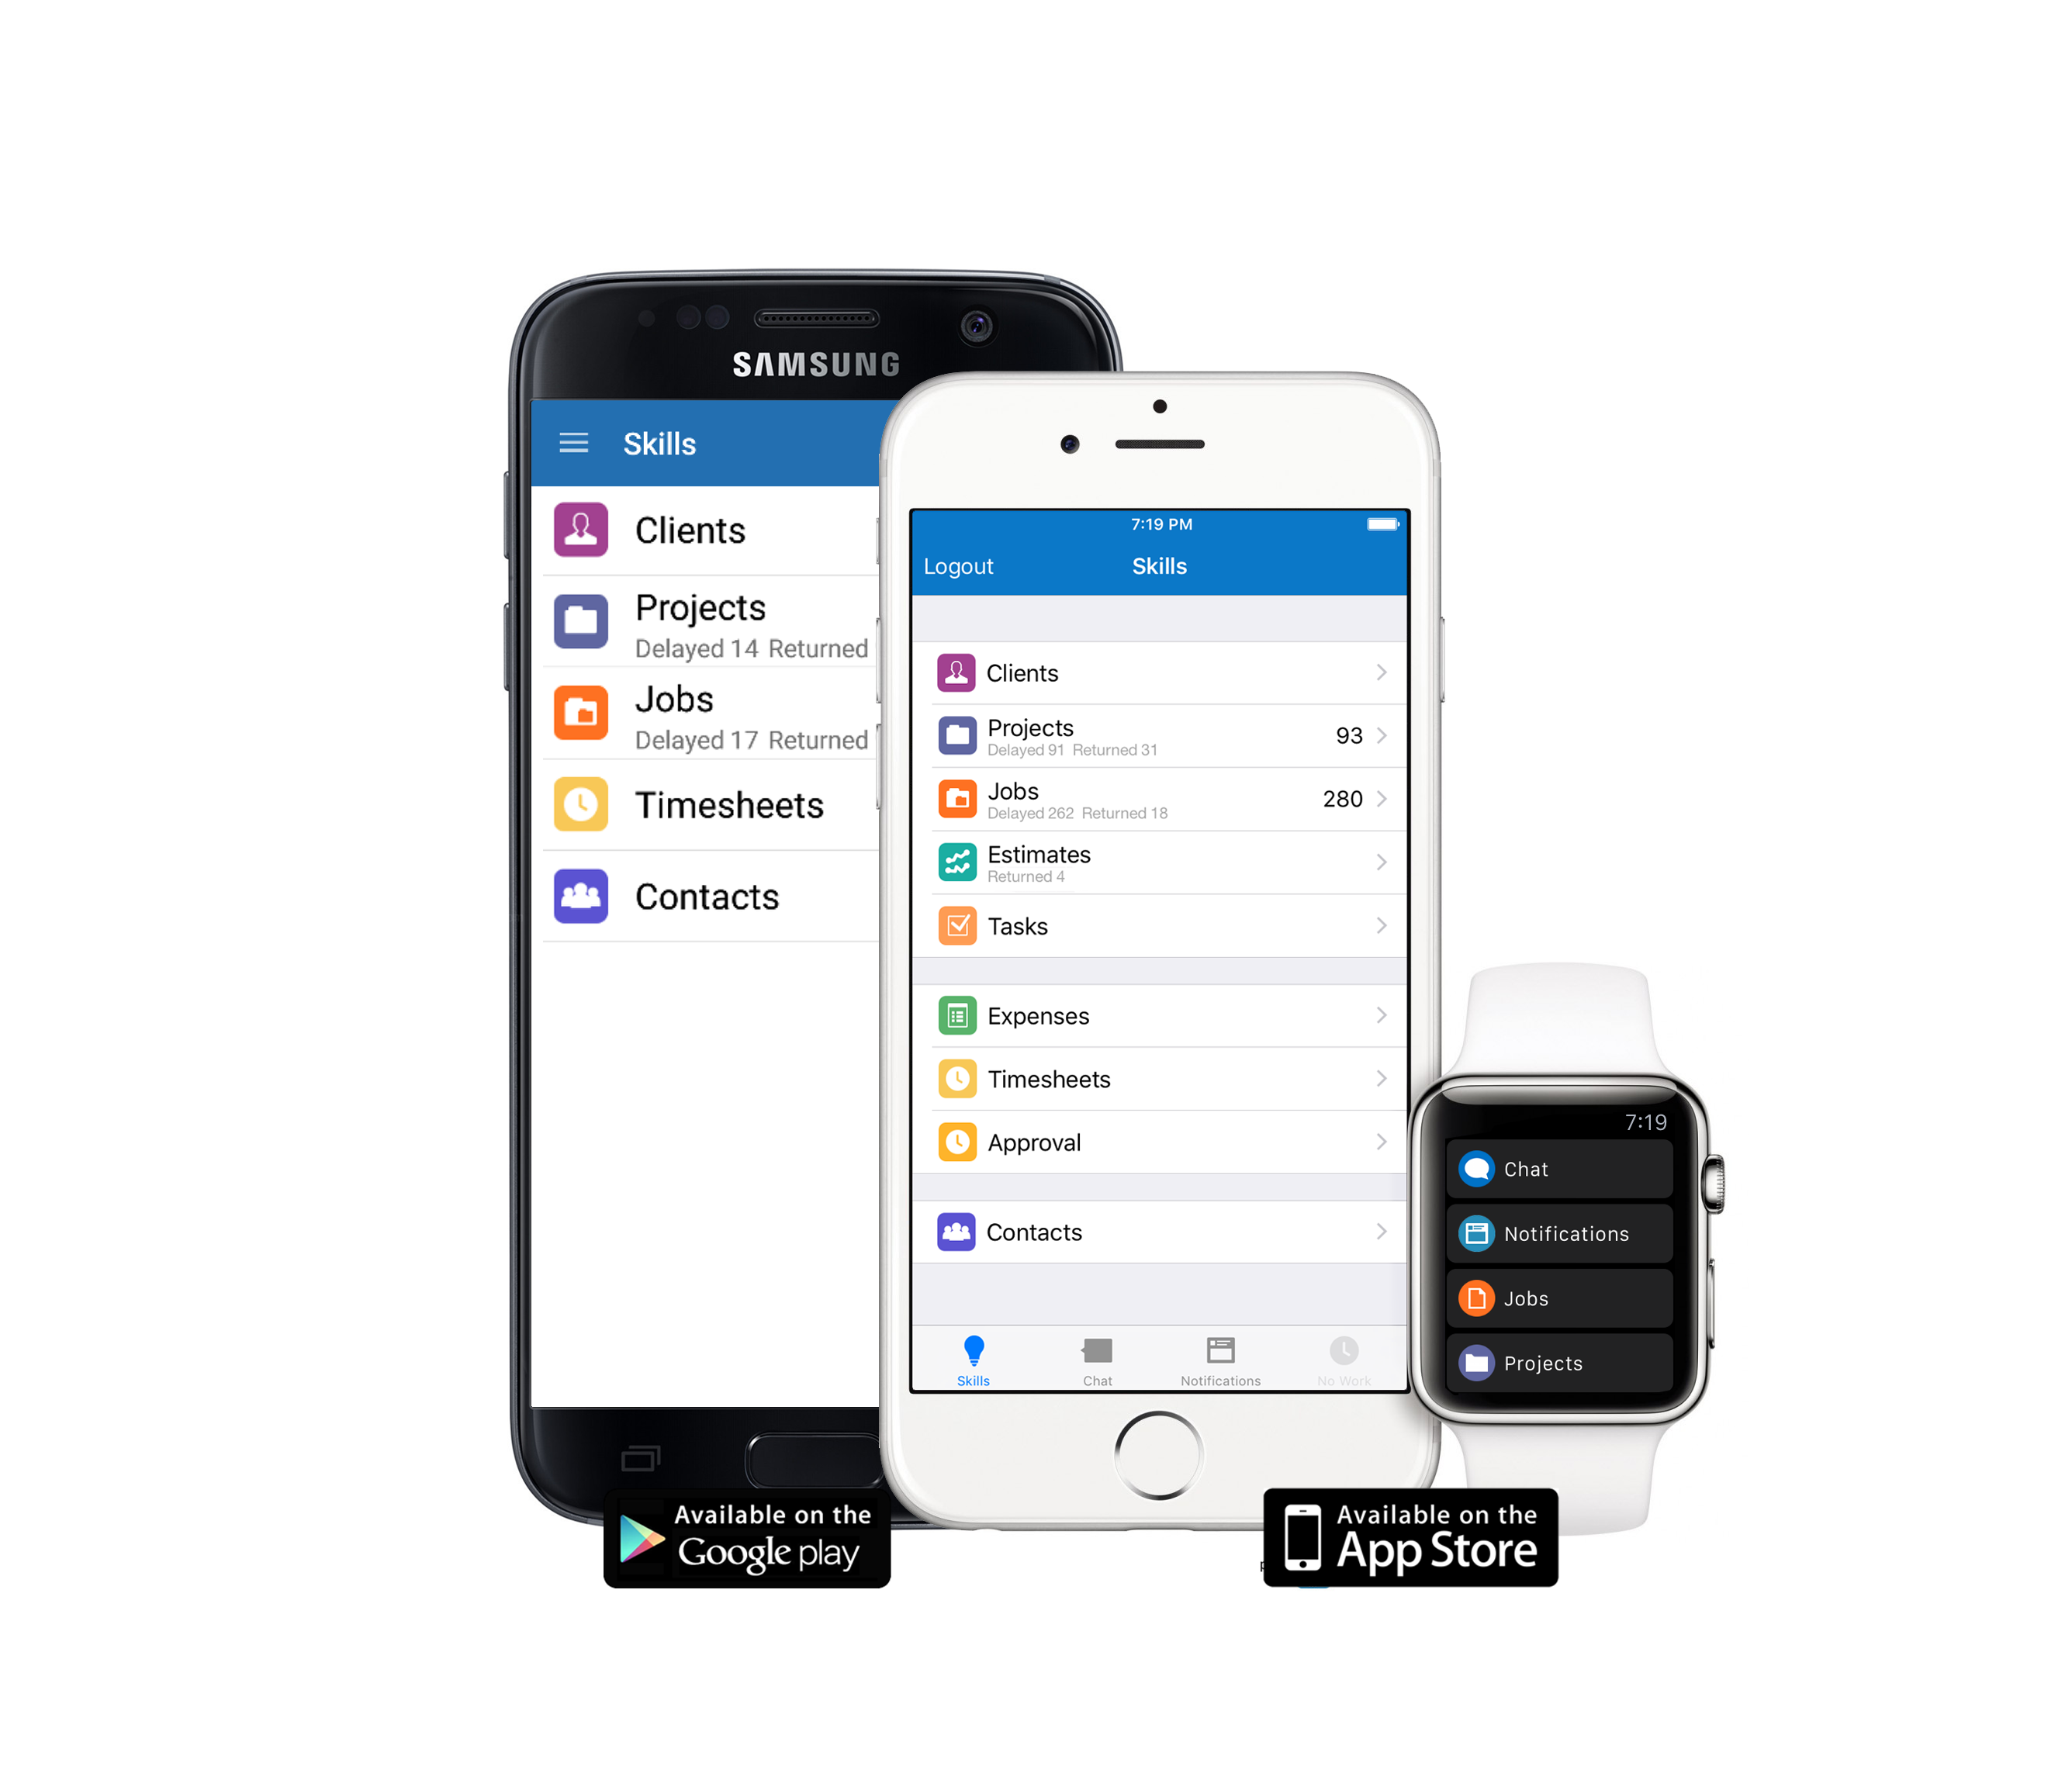 SAMSUNG
Skills
Clients
Projects
Delayed 14 Returned
Jobs
Delayed 17 Returned
Timesheets
Contacts
7:19 PM
Logout
Skills
Clients
Projects
93
Delayed 91 Returned 31
Jobs
280
Delayed 262 Returned 18
Estimates
Returned 4
Tasks
Expenses
Timesheets
Approval
Contacts
Skills
Chat
Notifications
No Work
7:19
Chat
Notifications
Jobs
Projects
Available on the
Google play
Available on the
App Store